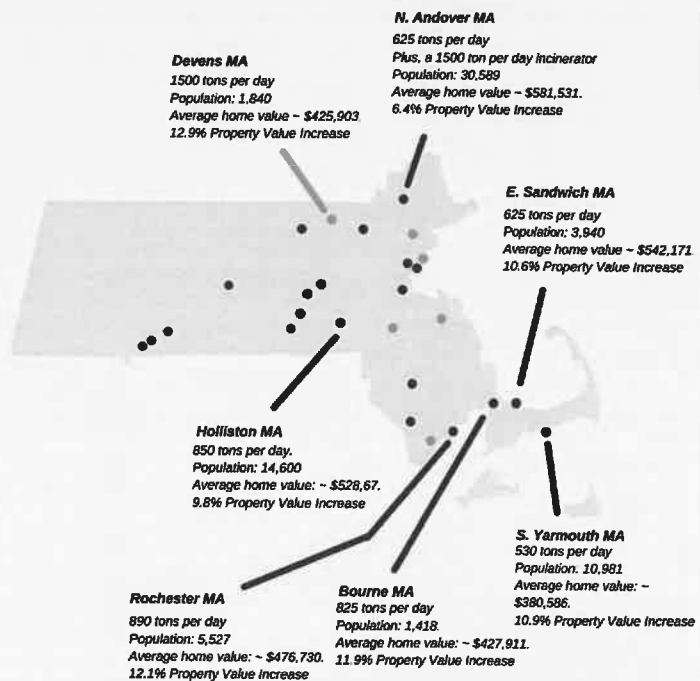 N. Andover MA
625 tons per day
Plus, a 1500 ton per day incinerator
Population: 30,589
Average home value ~ $581,531.
6.4% Property Value Increase
Devens MA
1500 tons per day
Population: 1,840
Average home value ~ $425,903
12.9% Property Value Increase
E. Sandwich MA
625 tons per day
Population: 3,940
Average home value ~ $542,171
10.6% Property Value Increase
Holliston MA
850 tons per day.
Population: 14,600
Average home value: ~ $528,67.
9.8% Property Value Increase
S. Yarmouth MA
530 tons per day
Population. 10,981
Average home value: ~
$380,586.
10.9% Property Value Increase
Rochester MA
890 tons per day
Population: 5,527
Average home value: ~ $476,730.
12.1% Property Value Increase
Bourne MA
825 tons per day
Population: 1,418.
Average home value: ~ $427,911.
11.9% Property Value Increase